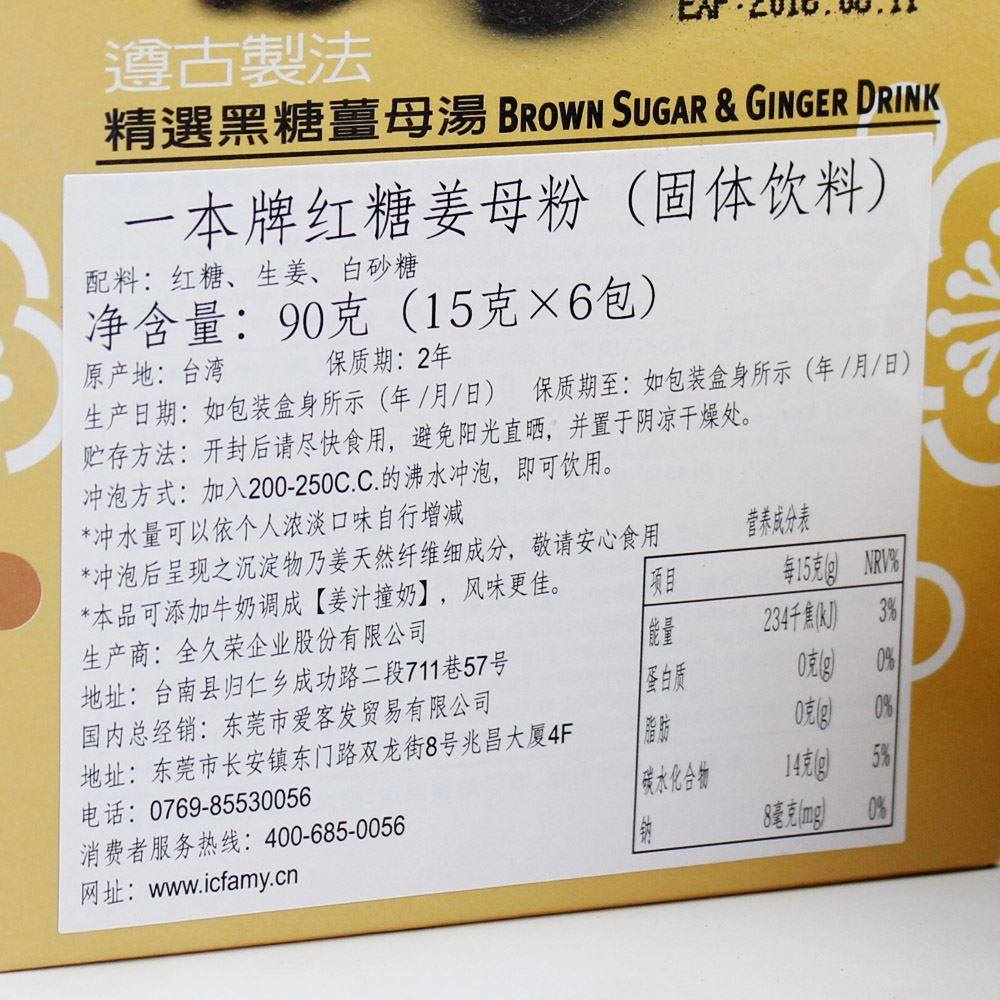 遵古製法
精選黑糖薑母湯 BROWN SUGAR & GINGER DRINK
一本牌红糖姜母粉（固体饮料）
配料：红糖、生姜、白砂糖
净含量：90克（15克×6包）
原产地：台湾 保质期：2年
生产日期：如包装盒身所示（年/月/日） 保质期至：如包装盒身所示（年/月/日）
贮存方法：开封后请尽快食用，避免阳光直晒，并置于阴凉干燥处。
冲泡方式：加入200-250C.C.的沸水冲泡，即可饮用。
*冲水量可以依个人浓淡口味自行增减
*冲泡后呈现之沉淀物乃姜天然纤维细成分，敬请安心食用
*本品可添加牛奶调成【姜汁撞奶】，风味更佳。
生产商：全久荣企业股份有限公司
地址：台南县归仁乡成功路二段711巷57号
国内总经销：东莞市爱客发贸易有限公司
地址：东莞市长安镇东门路双龙街8号兆昌大厦4F
电话：0769-85530056
消费者服务热线：400-685-0056
网址：www.icfamy.cn
营养成分表
项目 每15克(g) NRV%
能量 234千焦(kJ) 3%
蛋白质 0克(g) 0%
脂肪 0克(g) 0%
碳水化合物 14克(g) 5%
钠 8毫克(mg) 0%